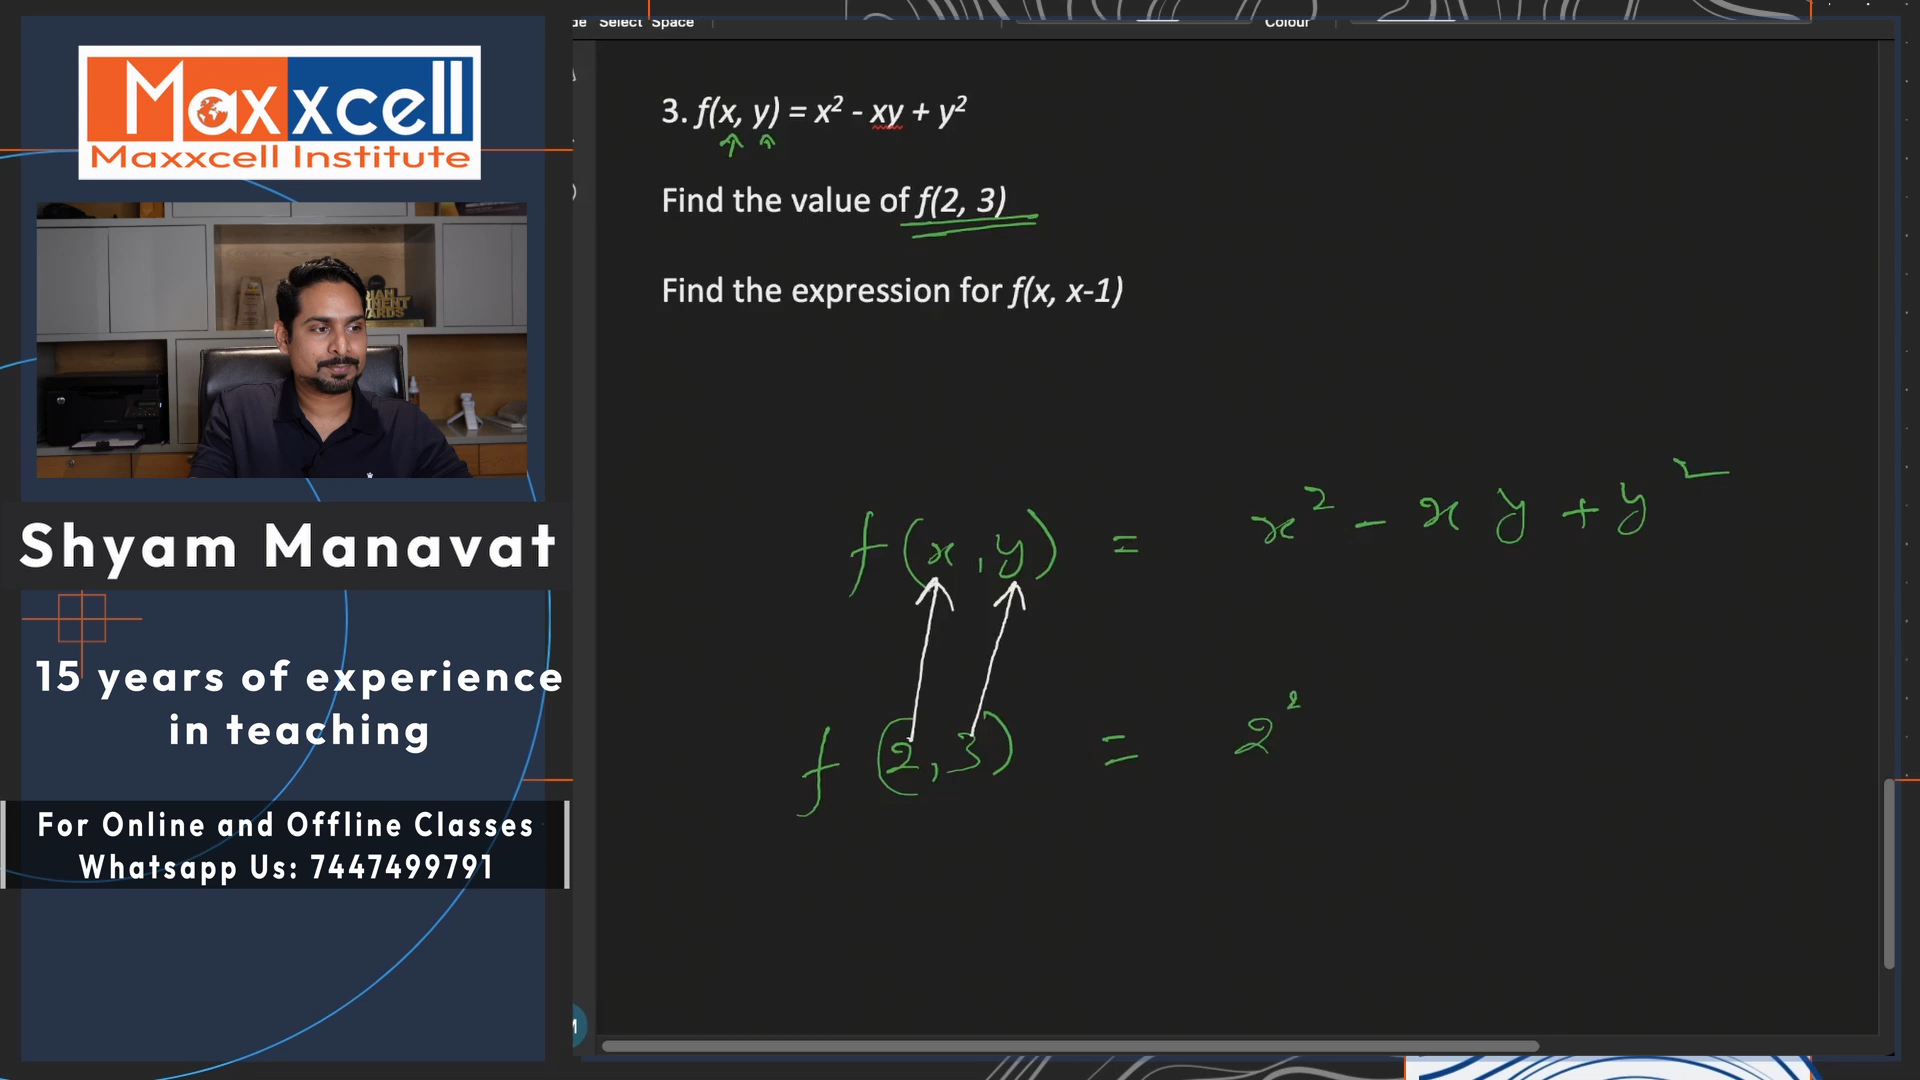 de Select Space
Colour
Maxxcell
Maxxcell Institute
3. f(x, y) = x² - xy + y²
Find the value of f(2, 3)
Find the expression for f(x, x-1)
f(x, y) = x² - xy + y²
f(2, 3) = 2²
Shyam Manavat
15 years of experience
in teaching
For Online and Offline Classes
Whatsapp Us: 7447499791